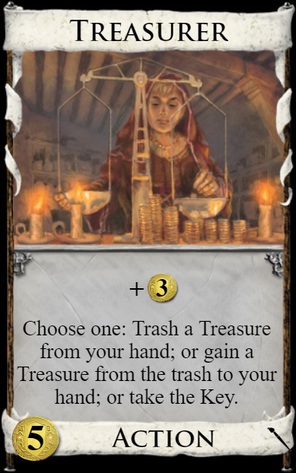 TREASURER
+3
Choose one: Trash a Treasure
from your hand; or gain a
Treasure from the trash to your
hand; or take the Key.
5 ACTION